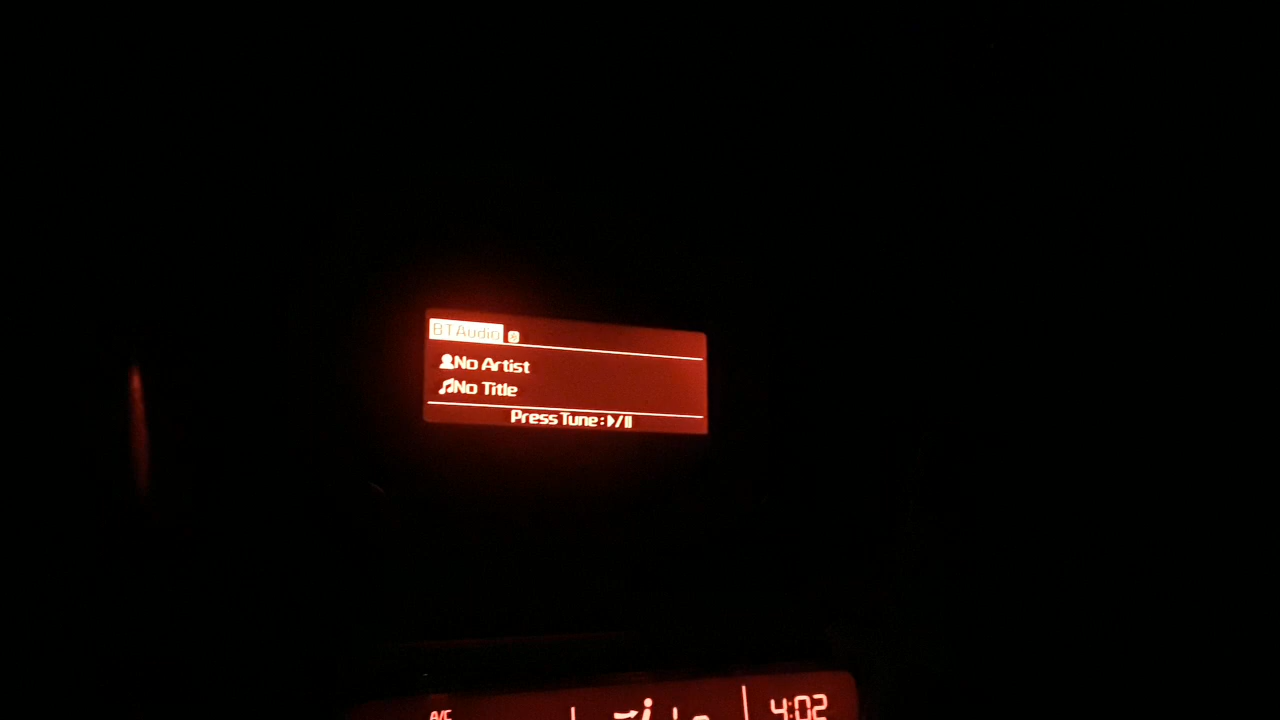 BTAudio
No Artist
No Title
Press Tune:▶/II
A/C
4:02